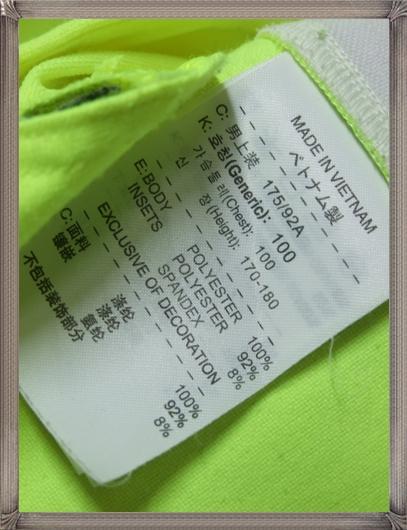 MADE IN VIETNAM
ベトナム製
C: 男上装 175/92A
K: 호칭(Generic): 100
가슴둘레(Chest): 100
신 장(Height): 170-180
E:BODY POLYESTER 100%
INSETS POLYESTER 92%
SPANDEX 8%
EXCLUSIVE OF DECORATION
C:面料 涤纶 100%
镶嵌 涤纶 92%
氨纶 8%
不包括装饰部分